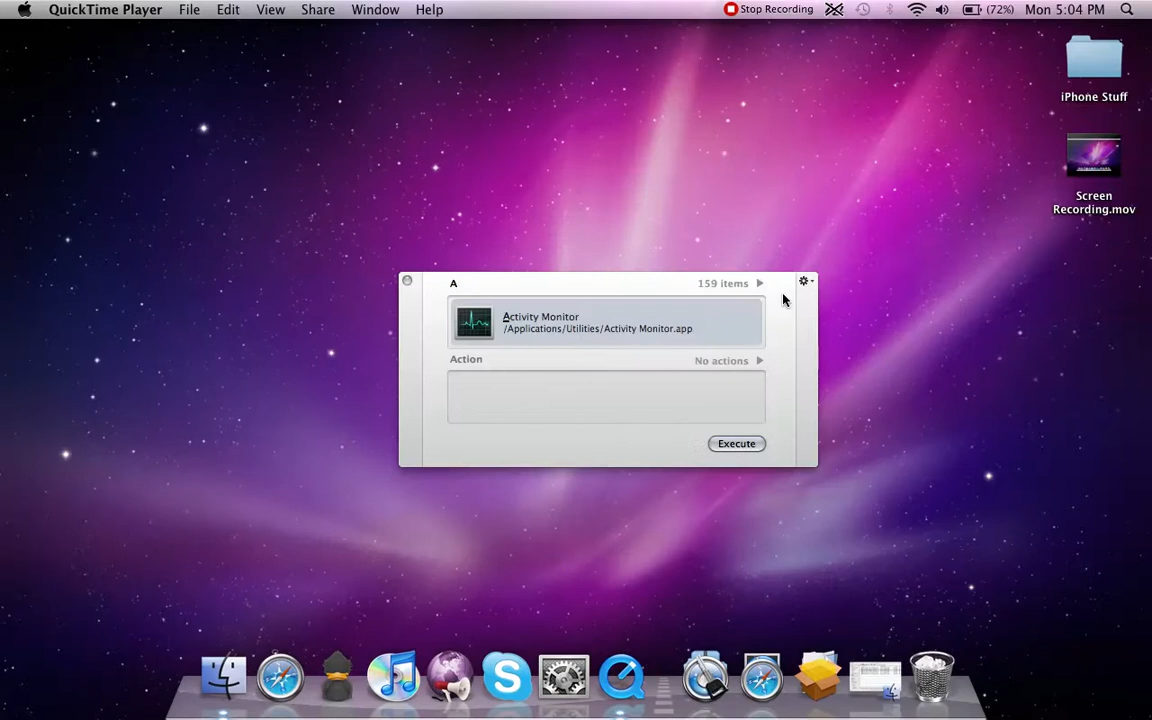 QuickTime Player File Edit View Share Window Help Stop Recording (72%) Mon 5:04 PM
iPhone Stuff
Screen
Recording.mov
A 159 items
Activity Monitor
/Applications/Utilities/Activity Monitor.app
Action No actions
Execute